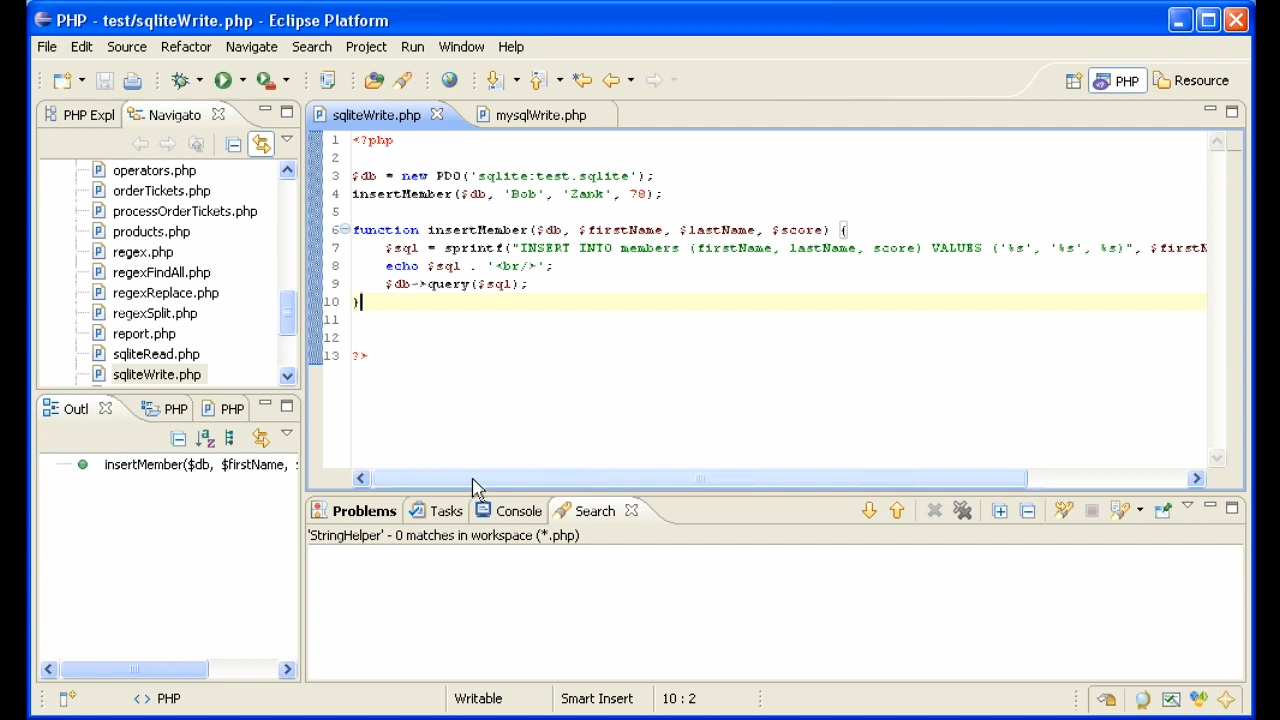 PHP - test/sqliteWrite.php - Eclipse Platform
File Edit Source Refactor Navigate Search Project Run Window Help
PHP Resource
PHP Expl Navigato
sqliteWrite.php mysqlWrite.php
operators.php
orderTickets.php
processOrderTickets.php
products.php
regex.php
regexFindAll.php
regexReplace.php
regexSplit.php
report.php
sqliteRead.php
sqliteWrite.php
1 <?php
2
3 $db = new PDO('sqlite:test.sqlite');
4 insertMember($db, 'Bob', 'Zank', 78);
5
6 function insertMember($db, $firstName, $lastName, $score) {
7 $sql = sprintf("INSERT INTO members (firstName, lastName, score) VALUES ('%s', '%s', %s)", $firstN
8 echo $sql . '<br/>';
9 $db->query($sql);
10 }
11
12
13 ?>
Outl PHP PHP
insertMember($db, $firstName, $
Problems Tasks Console Search
'StringHelper' - 0 matches in workspace (*.php)
<> PHP Writable Smart Insert 10 : 2